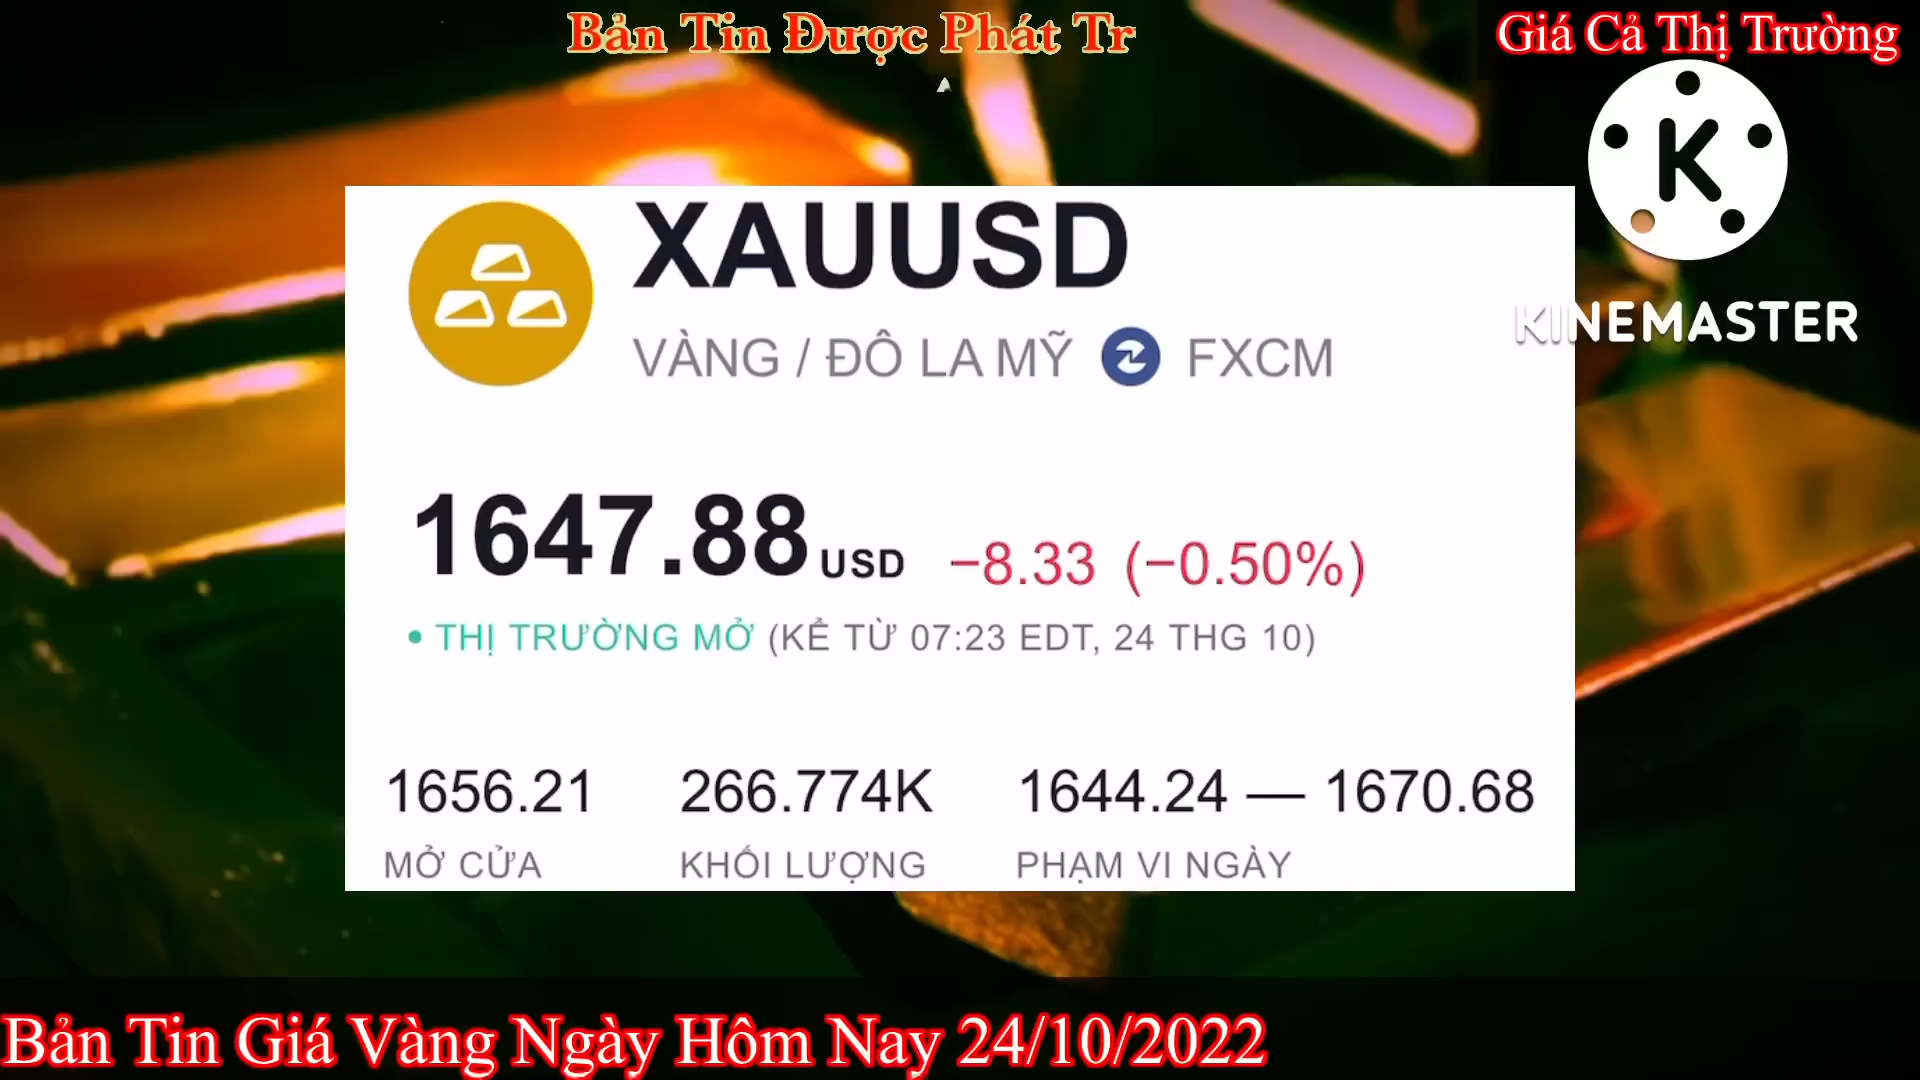 Bản Tin Được Phát Tr
Giá Cả Thị Trường
K
KINEMASTER
XAUUSD
VÀNG / ĐÔ LA MỸ FXCM
1647.88 USD −8.33 (−0.50%)
• THỊ TRƯỜNG MỞ (KỂ TỪ 07:23 EDT, 24 THG 10)
1656.21 266.774K 1644.24 — 1670.68
MỞ CỬA KHỐI LƯỢNG PHẠM VI NGÀY
Bản Tin Giá Vàng Ngày Hôm Nay 24/10/2022